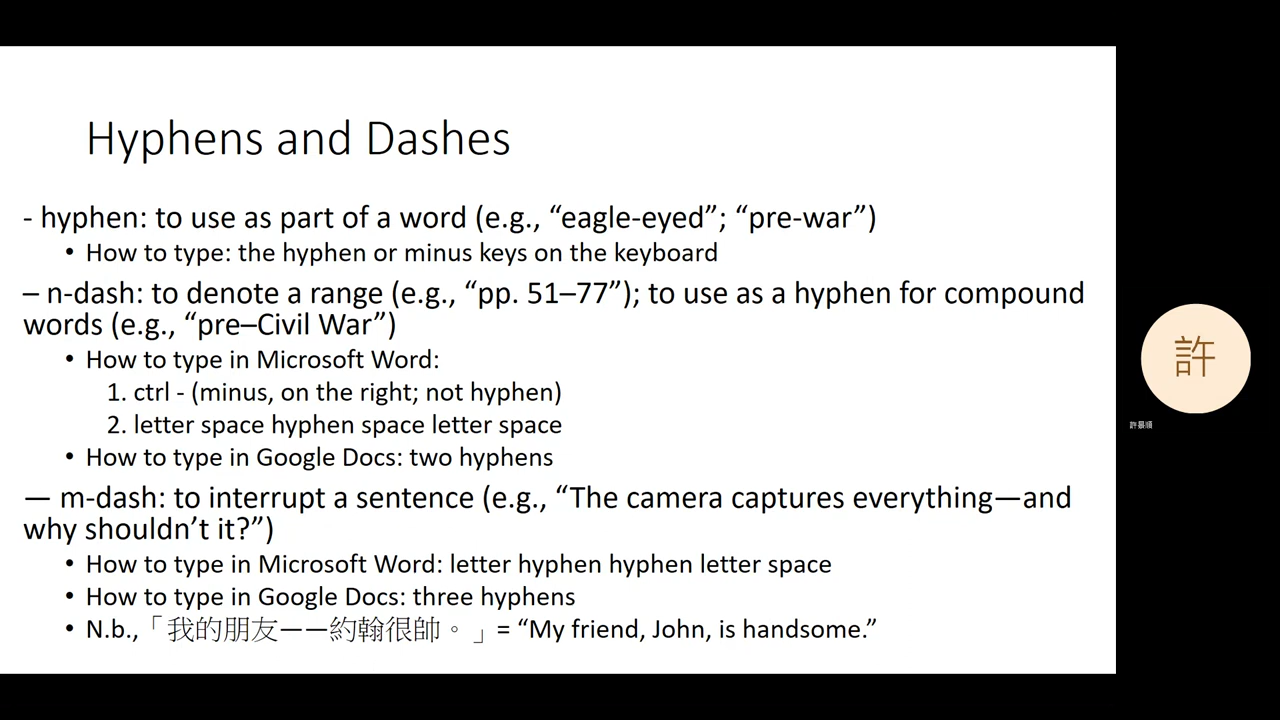 Hyphens and Dashes
- hyphen: to use as part of a word (e.g., “eagle-eyed”; “pre-war”)
• How to type: the hyphen or minus keys on the keyboard
– n-dash: to denote a range (e.g., “pp. 51–77”); to use as a hyphen for compound
words (e.g., “pre–Civil War”)
• How to type in Microsoft Word:
1. ctrl - (minus, on the right; not hyphen)
2. letter space hyphen space letter space
• How to type in Google Docs: two hyphens
— m-dash: to interrupt a sentence (e.g., “The camera captures everything—and
why shouldn’t it?”)
• How to type in Microsoft Word: letter hyphen hyphen letter space
• How to type in Google Docs: three hyphens
• N.b.,「我的朋友——約翰很帥。」= “My friend, John, is handsome.”
許
許景順